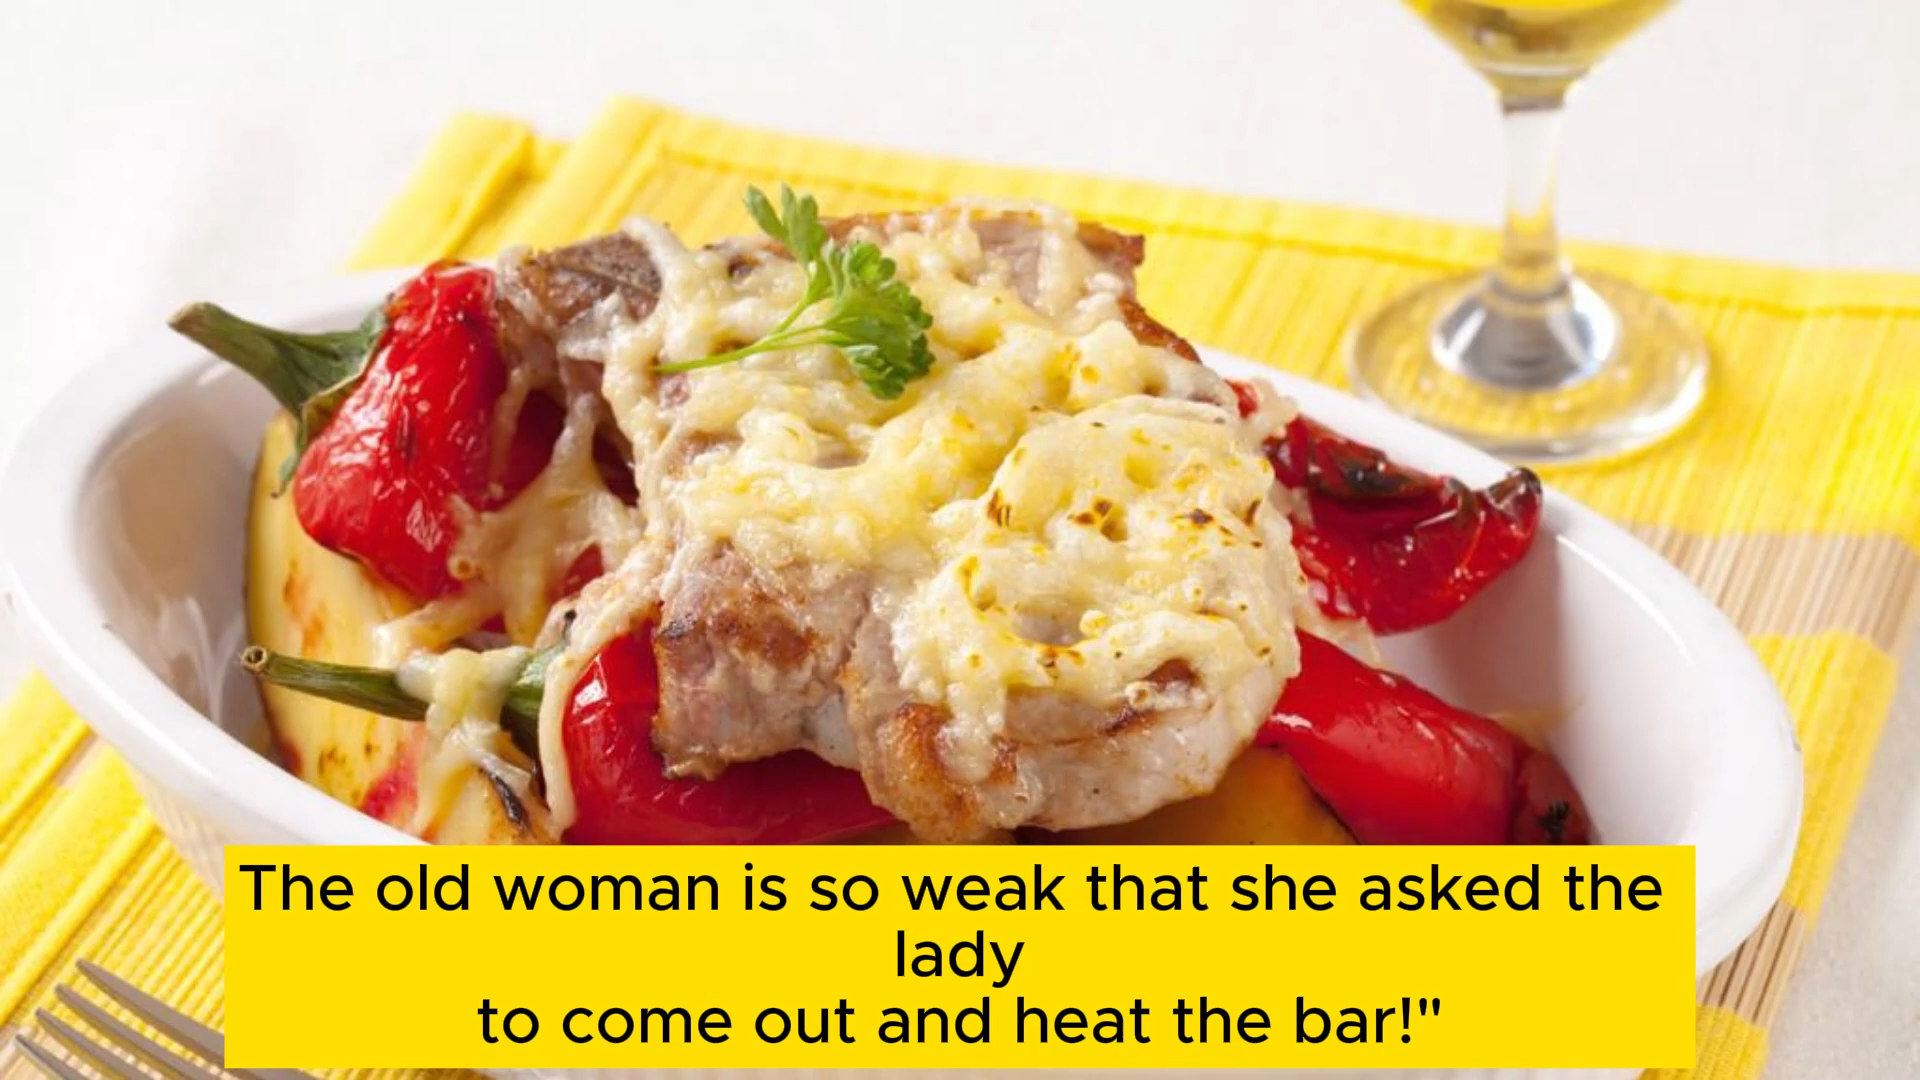 The old woman is so weak that she asked the
lady
to come out and heat the bar!"